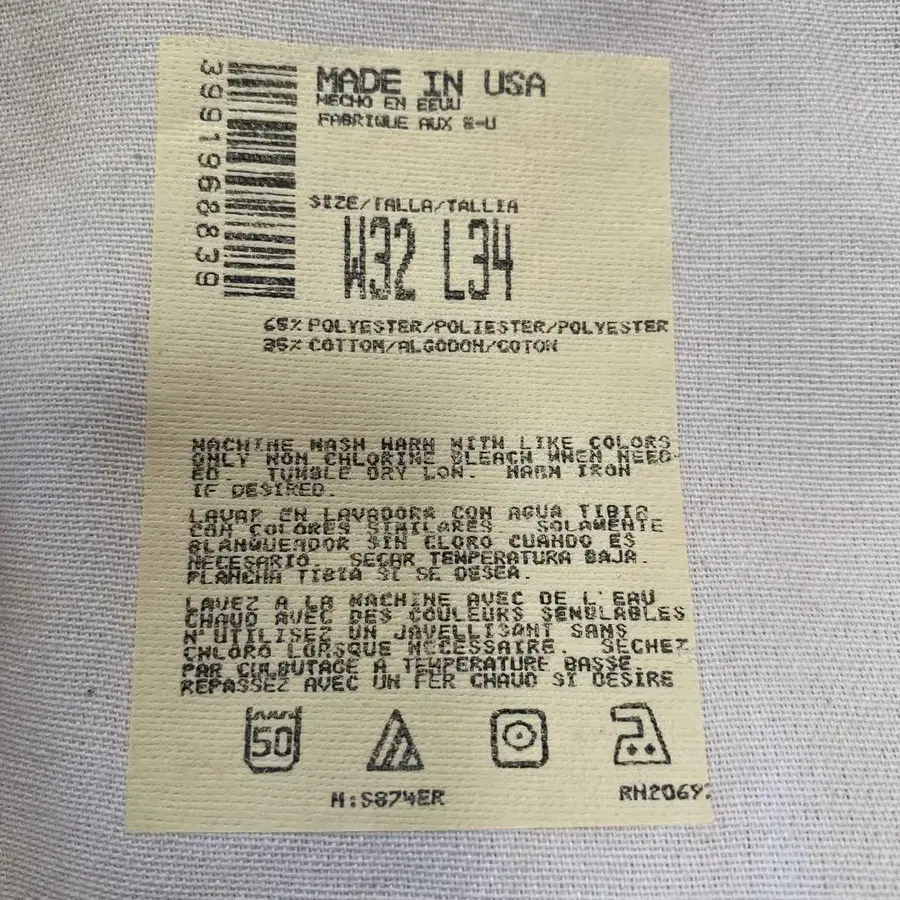 3991968839
MADE IN USA
HECHO EN EEUU
FABRIQUE AUX E-U
SIZE/TALLA/TALLIA
W32 L34
65% POLYESTER/POLIESTER/POLYESTER
35% COTTON/ALGODON/COTON
MACHINE WASH WARM WITH LIKE COLORS
ONLY NON CHLORINE BLEACH WHEN NEED-
ED. TUMBLE DRY LOW. WARM IRON
IF DESIRED.
LAVAR EN LAVADORA CON AGUA TIBIA
CON COLORES SIMILARES SOLAMENTE
BLANQUEADOR SIN CLORO CUANDO ES
NECESARIO. SECAR TEMPERATURA BAJA.
PLANCHA TIBIA SI SE DESEA.
LAVEZ A LA MACHINE AVEC DE L'EAU
CHAUD AVEC DES COULEURS SEMBLABLES
N'UTILISEZ UN JAVELLISANT SANS
CHLORO LORSQUE NECESSAIRE. SECHEZ
PAR CULBUTAGE A TEMPERATURE BASSE.
REPASSEZ AVEC UN FER CHAUD SI DESIRE
50
M:S874ER